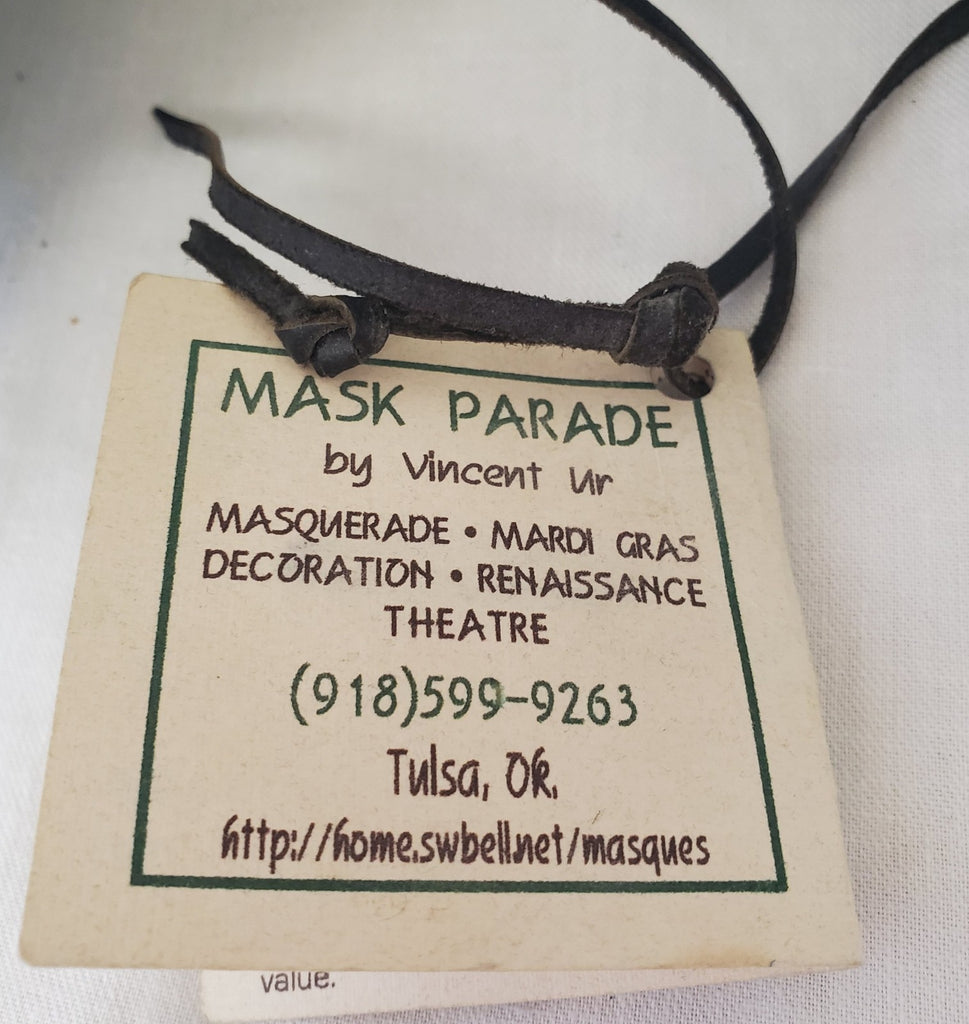 MASK PARADE
by Vincent Ur
MASQUERADE • MARDI GRAS
DECORATION • RENAISSANCE
THEATRE
(918)599-9263
Tulsa, Ok.
http://home.swbell.net/masques
value.